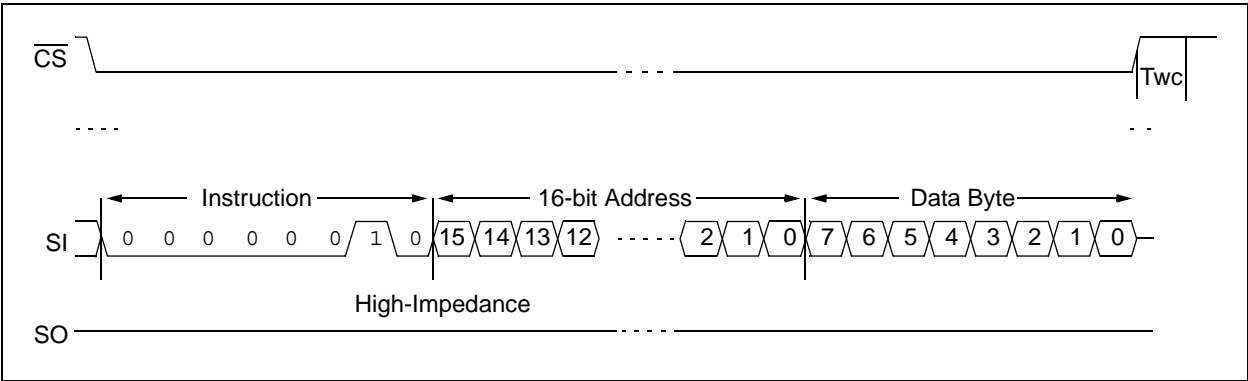 CS
Twc
Instruction 16-bit Address Data Byte
SI 0 0 0 0 0 0 1 0 15 14 13 12 2 1 0 7 6 5 4 3 2 1 0
High-Impedance
SO